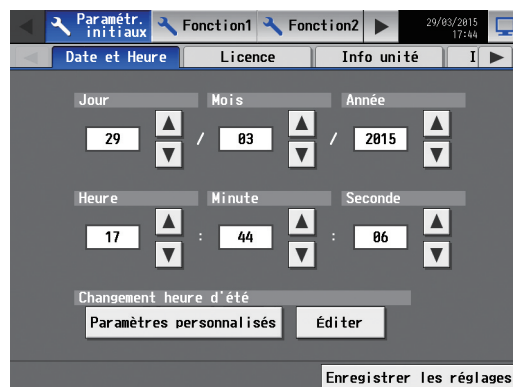 Paramétr. initiaux
Fonction1
Fonction2
29/03/2015
17:44
Date et Heure
Licence
Info unité
I
Jour
Mois
Année
29 / 03 / 2015
Heure
Minute
Seconde
17 : 44 : 06
Changement heure d'été
Paramètres personnalisés
Éditer
Enregistrer les réglages